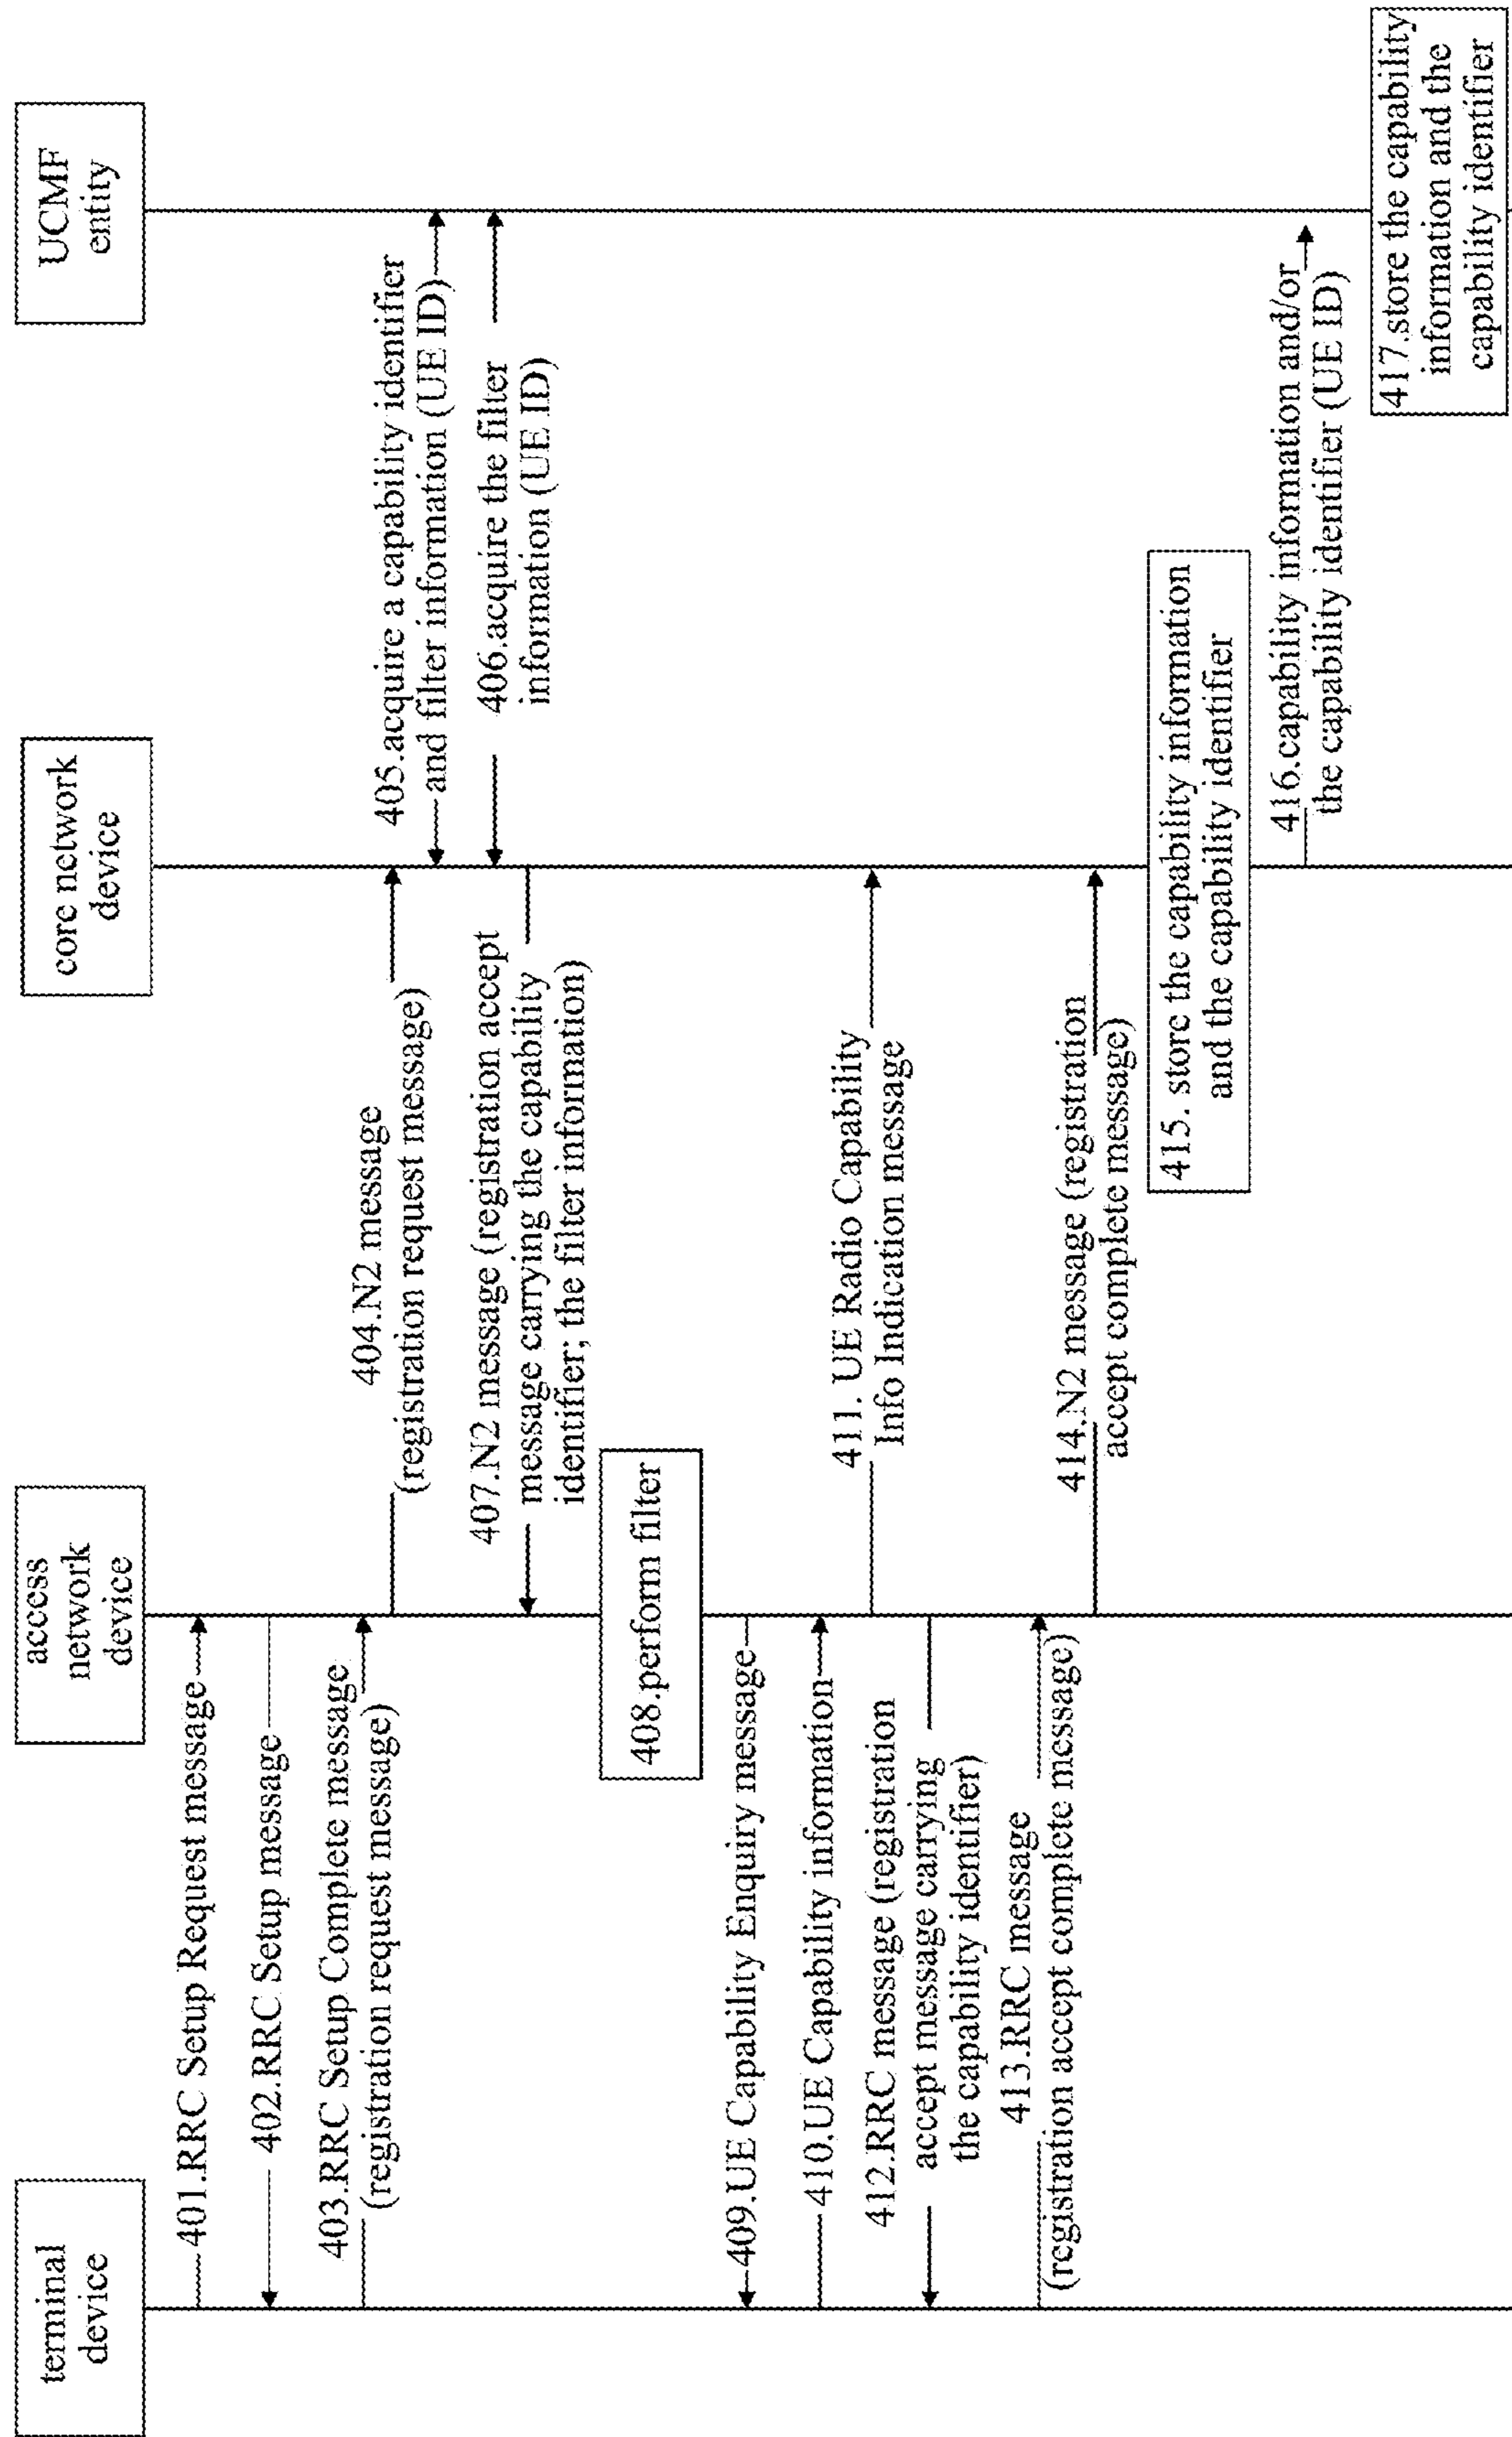 terminal
device
access
network
device
core network
device
UCMF
entity
401.RRC Setup Request message
402.RRC Setup message
403.RRC Setup Complete message
(registration request message)
404.N2 message
(registration request message)
405.acquire a capability identifier
and filter information (UE ID)
406.acquire the filter
information (UE ID)
407.N2 message (registration accept
message carrying the capability
identifier; the filter information)
408.perform filter
409.UE Capability Enquiry message
410.UE Capability information
411. UE Radio Capability
Info Indication message
412.RRC message (registration
accept message carrying
the capability identifier)
413.RRC message
(registration accept complete message)
414.N2 message (registration
accept complete message)
415. store the capability information
and the capability identifier
416.capability information and/or
the capability identifier (UE ID)
417.store the capability
information and the
capability identifier